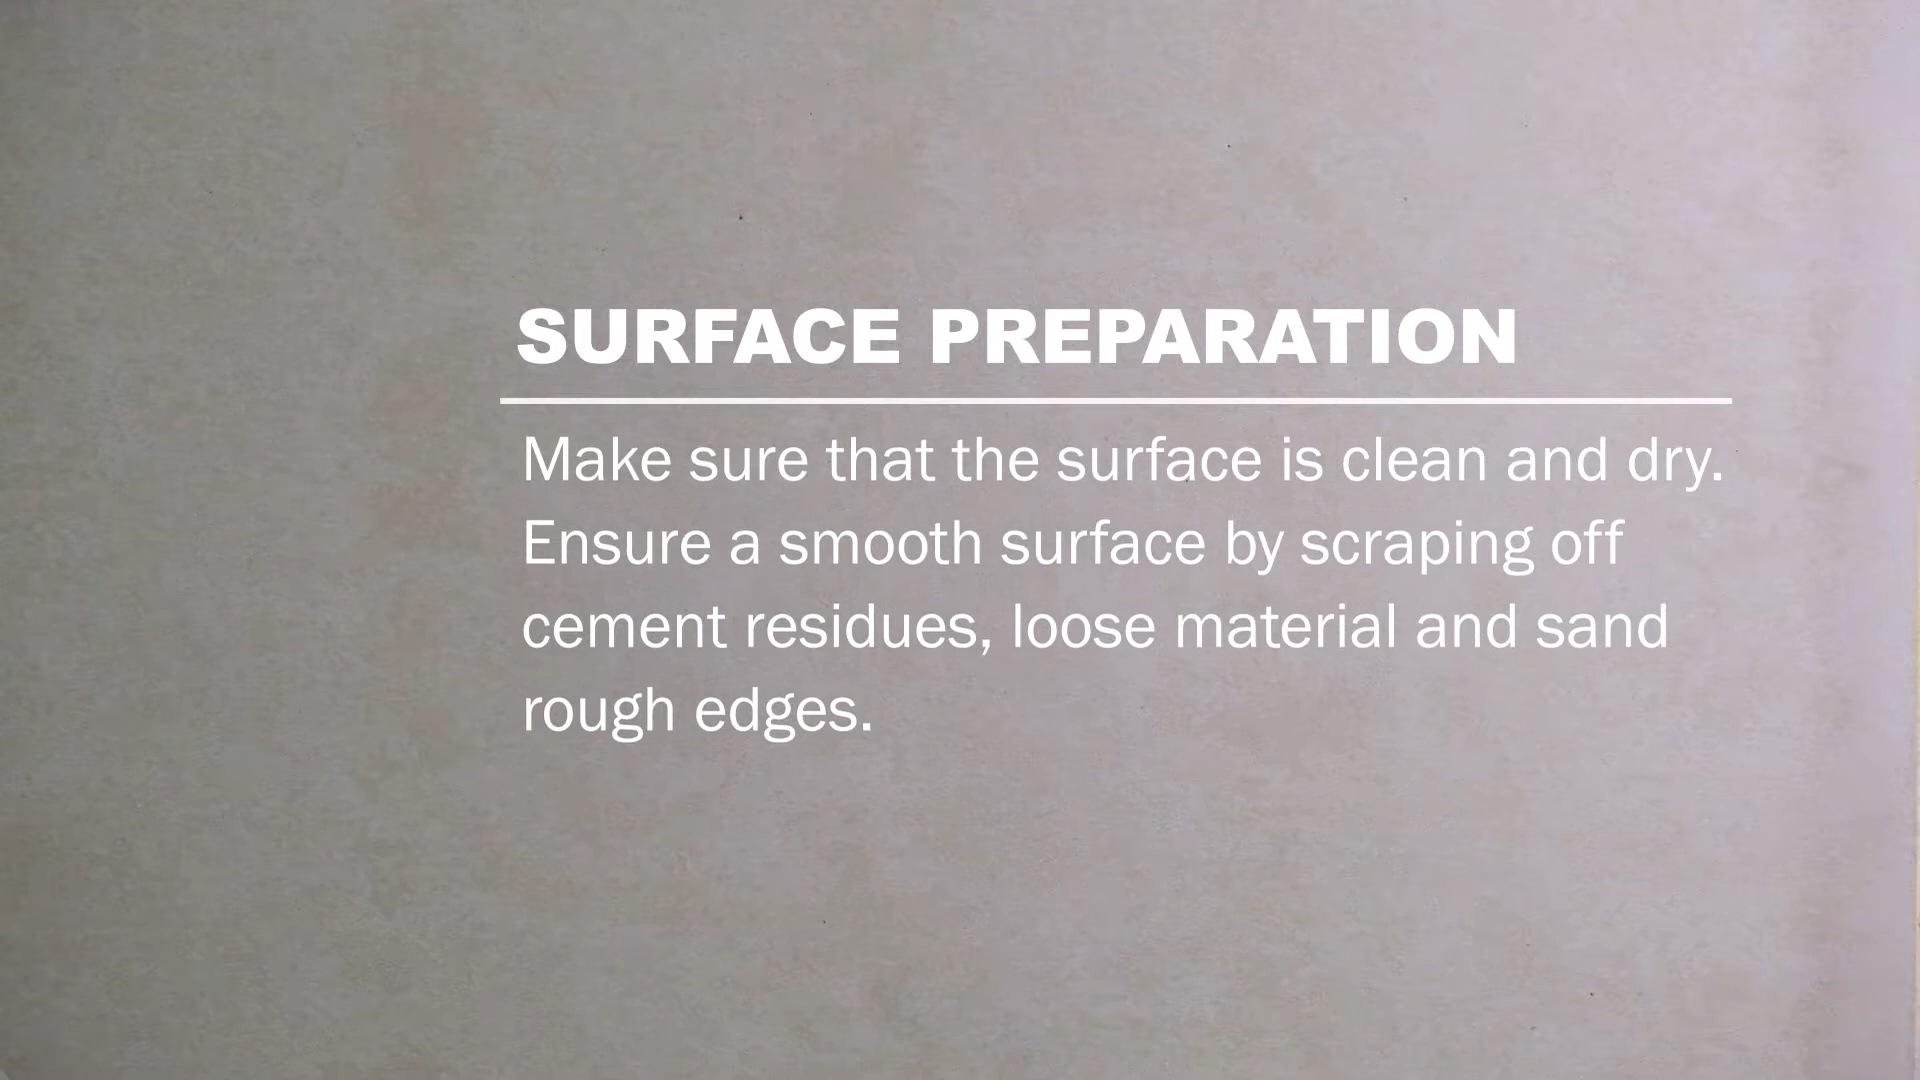 SURFACE PREPARATION
Make sure that the surface is clean and dry.
Ensure a smooth surface by scraping off
cement residues, loose material and sand
rough edges.